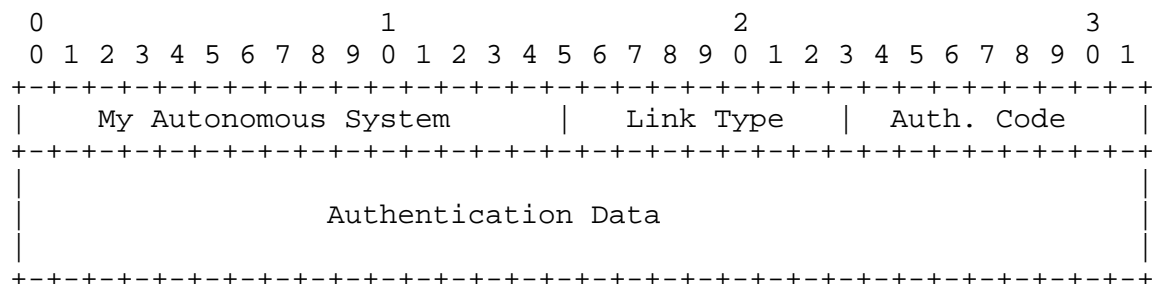 0                   1                   2                   3
 0 1 2 3 4 5 6 7 8 9 0 1 2 3 4 5 6 7 8 9 0 1 2 3 4 5 6 7 8 9 0 1
+-+-+-+-+-+-+-+-+-+-+-+-+-+-+-+-+-+-+-+-+-+-+-+-+-+-+-+-+-+-+-+-+
|    My Autonomous System      |   Link Type   |  Auth. Code    |
+-+-+-+-+-+-+-+-+-+-+-+-+-+-+-+-+-+-+-+-+-+-+-+-+-+-+-+-+-+-+-+-+
|                                                               |
|                 Authentication Data                           |
|                                                               |
+-+-+-+-+-+-+-+-+-+-+-+-+-+-+-+-+-+-+-+-+-+-+-+-+-+-+-+-+-+-+-+-+